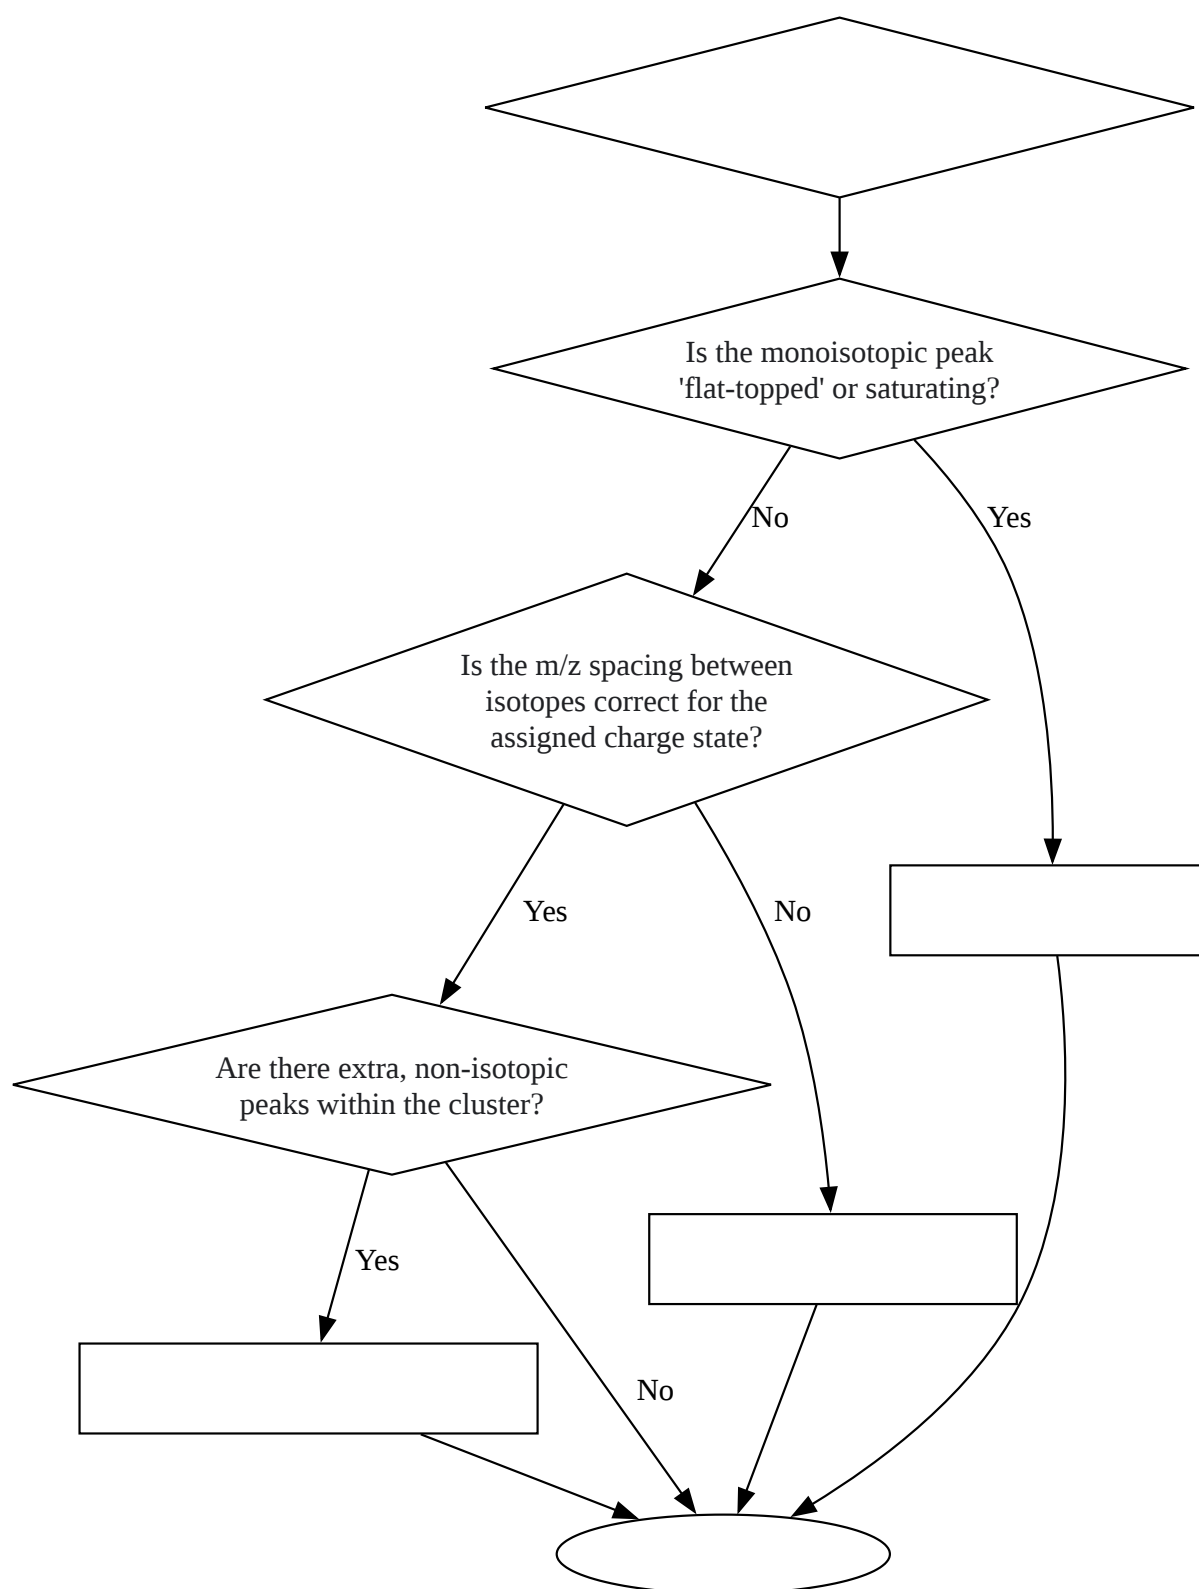 Is the monoisotopic peak
'flat-topped' or saturating?
No
Yes
Is the m/z spacing between
isotopes correct for the
assigned charge state?
Yes
No
Are there extra, non-isotopic
peaks within the cluster?
Yes
No